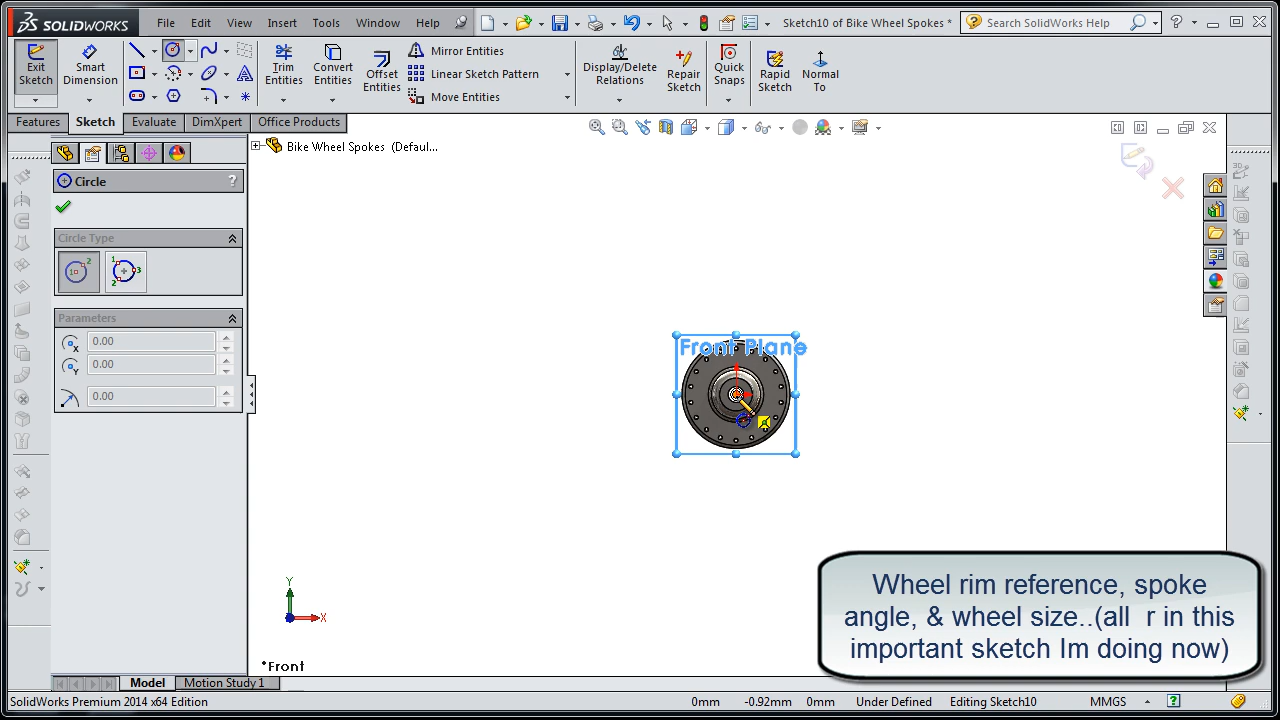 SOLIDWORKS File Edit View Insert Tools Window Help Sketch10 of Bike Wheel Spokes * Search SolidWorks Help ?
Exit Sketch
Smart Dimension
Trim Entities
Convert Entities
Offset Entities
Mirror Entities
Linear Sketch Pattern
Move Entities
Display/Delete Relations
Repair Sketch
Quick Snaps
Rapid Sketch
Normal To
Features Sketch Evaluate DimXpert Office Products
Bike Wheel Spokes (Defaul...
Circle ?
Circle Type
Parameters
0.00
0.00
0.00
Front Plane
Y
X
*Front
Wheel rim reference, spoke
angle, & wheel size..(all r in this
important sketch Im doing now)
Model Motion Study 1
SolidWorks Premium 2014 x64 Edition 0mm -0.92mm 0mm Under Defined Editing Sketch10 MMGS ?